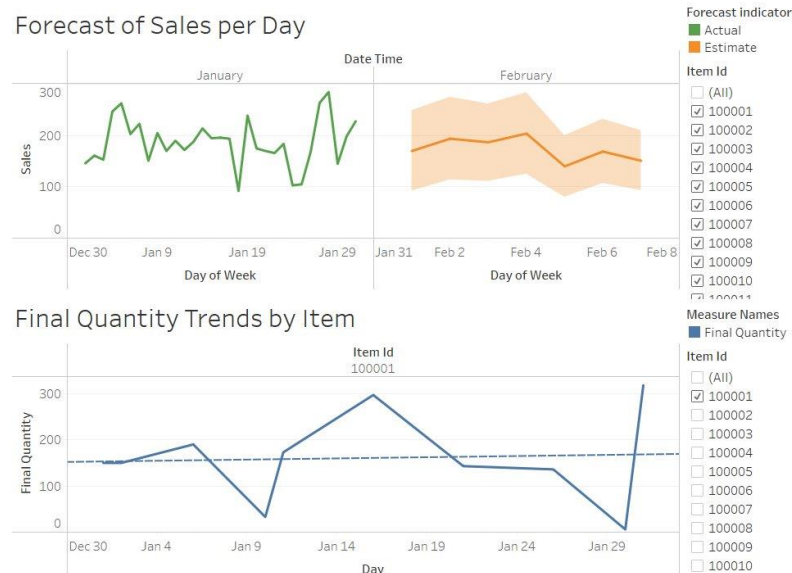 Forecast of Sales per Day
Date Time
January
February
Sales
300
200
100
0
Dec 30
Jan 9
Jan 19
Jan 29
Jan 31
Feb 2
Feb 4
Feb 6
Feb 8
Day of Week
Day of Week
Forecast indicator
Actual
Estimate
Item Id
(All)
100001
100002
100003
100004
100005
100006
100007
100008
100009
100010
100011
Final Quantity Trends by Item
Item Id
100001
Final Quantity
300
200
100
0
Dec 30
Jan 4
Jan 9
Jan 14
Jan 19
Jan 24
Jan 29
Day
Measure Names
Final Quantity
Item Id
(All)
100001
100002
100003
100004
100005
100006
100007
100008
100009
100010